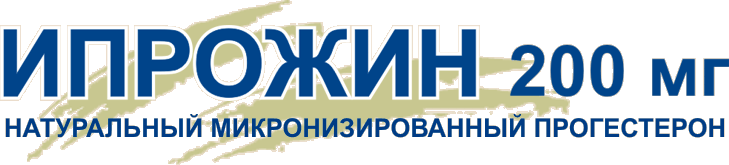 ИПРОЖИН 200 мг
НАТУРАЛЬНЫЙ МИКРОНИЗИРОВАННЫЙ ПРОГЕСТЕРОН